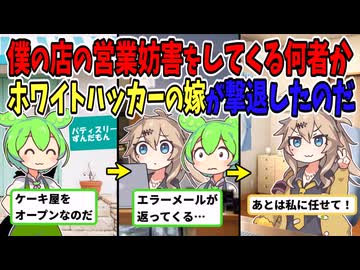 僕の店の営業妨害をしてくる何者か
ホワイトハッカーの嫁が撃退したのだ
パティスリー
ずんだもん
ケーキ屋を
オープンなのだ
エラーメールが
返ってくる…
あとは私に任せて！